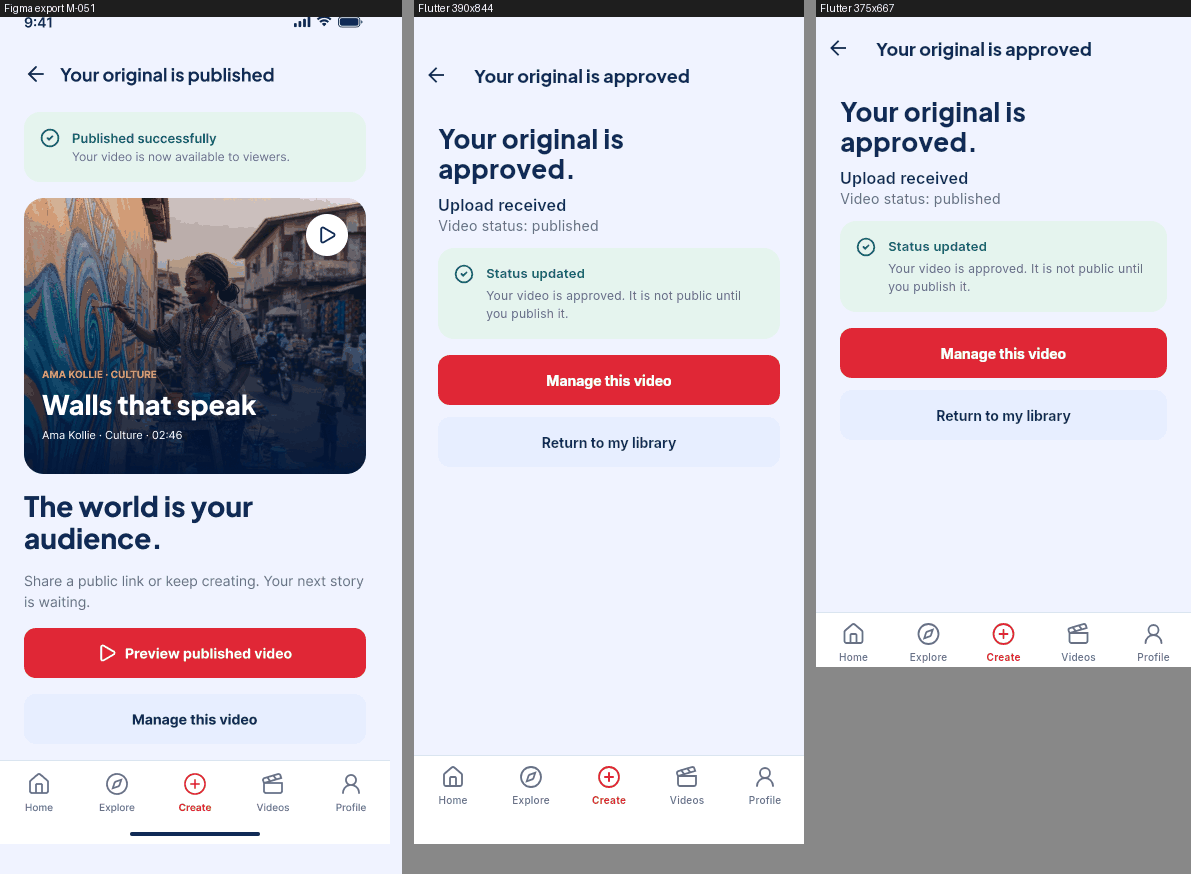 Figma export M-051
9:41
Your original is published
Published successfully
Your video is now available to viewers.
AMA KOLLIE · CULTURE
Walls that speak
Ama Kollie · Culture · 02:46
The world is your
audience.
Share a public link or keep creating. Your next story
is waiting.
Preview published video
Manage this video
Home
Explore
Create
Videos
Profile
Flutter 390x844
Your original is approved
Your original is
approved.
Upload received
Video status: published
Status updated
Your video is approved. It is not public until
you publish it.
Manage this video
Return to my library
Home
Explore
Create
Videos
Profile
Flutter 375x667
Your original is approved
Your original is
approved.
Upload received
Video status: published
Status updated
Your video is approved. It is not public until
you publish it.
Manage this video
Return to my library
Home
Explore
Create
Videos
Profile